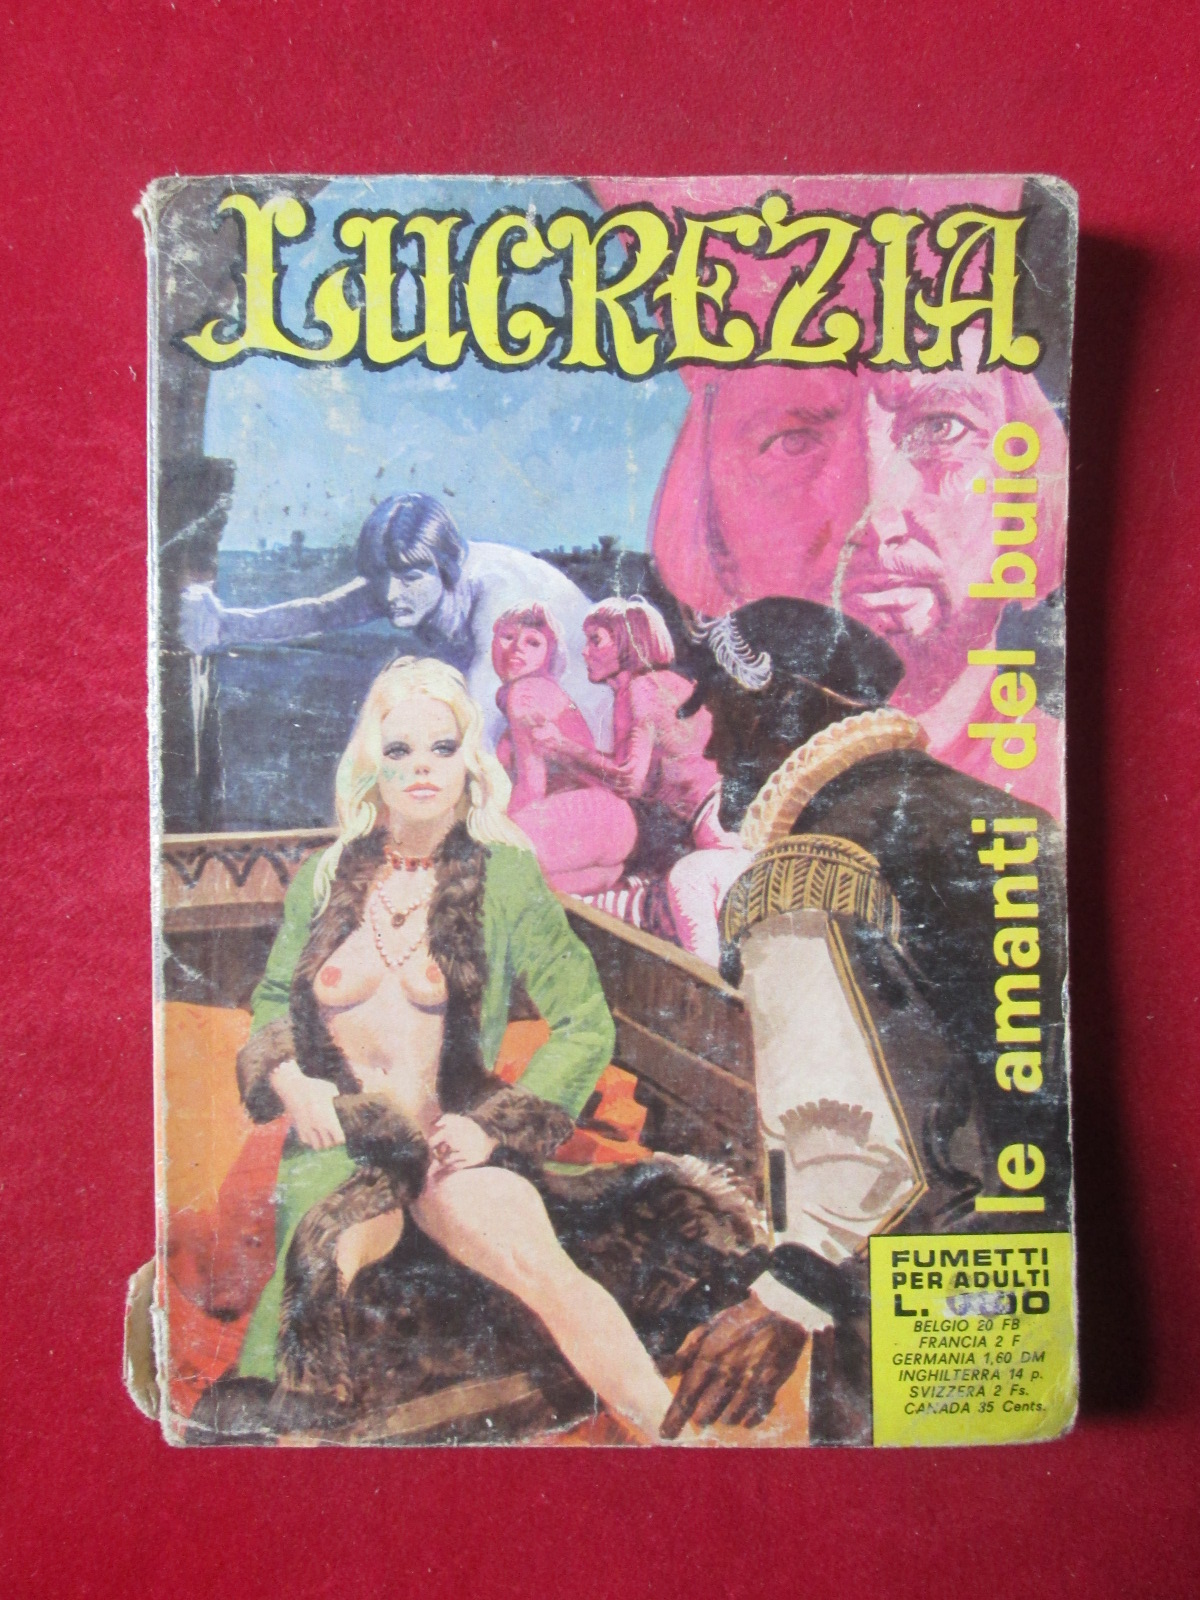 LUCREZIA
le amanti del buio
FUMETTI
PER ADULTI
L.
BELGIO 20 FB
FRANCIA 2 F
GERMANIA 1,60 DM
INGHILTERRA 14 p.
SVIZZERA 2 Fs.
CANADA 35 Cents.